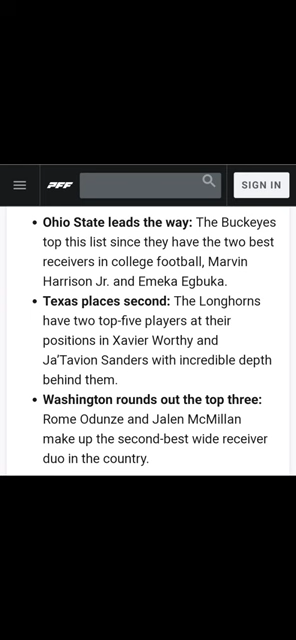 PFF
SIGN IN
• Ohio State leads the way: The Buckeyes
top this list since they have the two best
receivers in college football, Marvin
Harrison Jr. and Emeka Egbuka.
• Texas places second: The Longhorns
have two top-five players at their
positions in Xavier Worthy and
Ja'Tavion Sanders with incredible depth
behind them.
• Washington rounds out the top three:
Rome Odunze and Jalen McMillan
make up the second-best wide receiver
duo in the country.